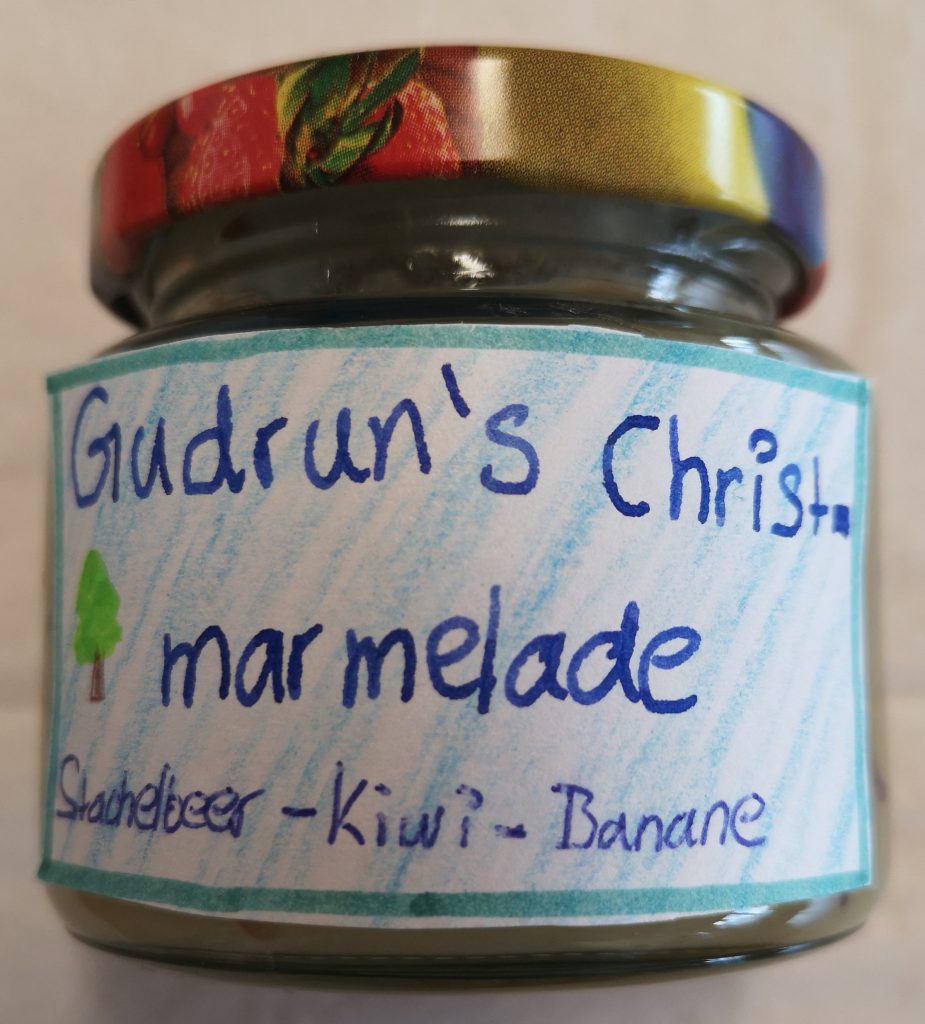 Gudrun's Christ-
marmelade
Stachelbeer - Kiwi - Banane